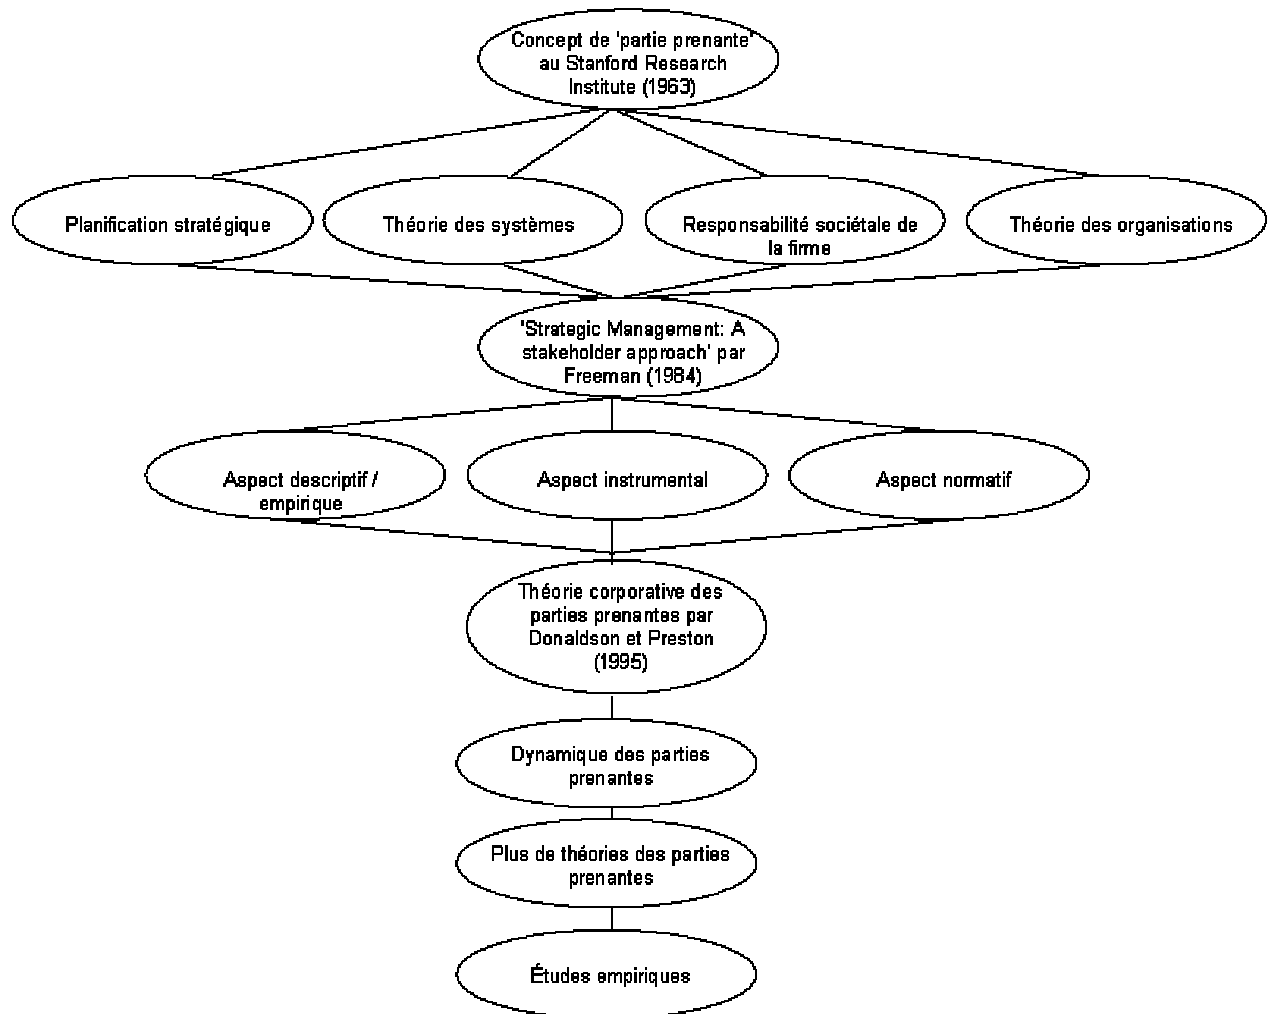 Concept de 'partie prenante'
au Stanford Research
Institute (1963)
Planification stratégique
Théorie des systèmes
Responsabilité sociétale de
la firme
Théorie des organisations
'Strategic Management: A
stakeholder approach' par
Freeman (1984)
Aspect descriptif /
empirique
Aspect instrumental
Aspect normatif
Théorie corporative des
parties prenantes par
Donaldson et Preston
(1995)
Dynamique des parties
prenantes
Plus de théories des parties
prenantes
Études empiriques